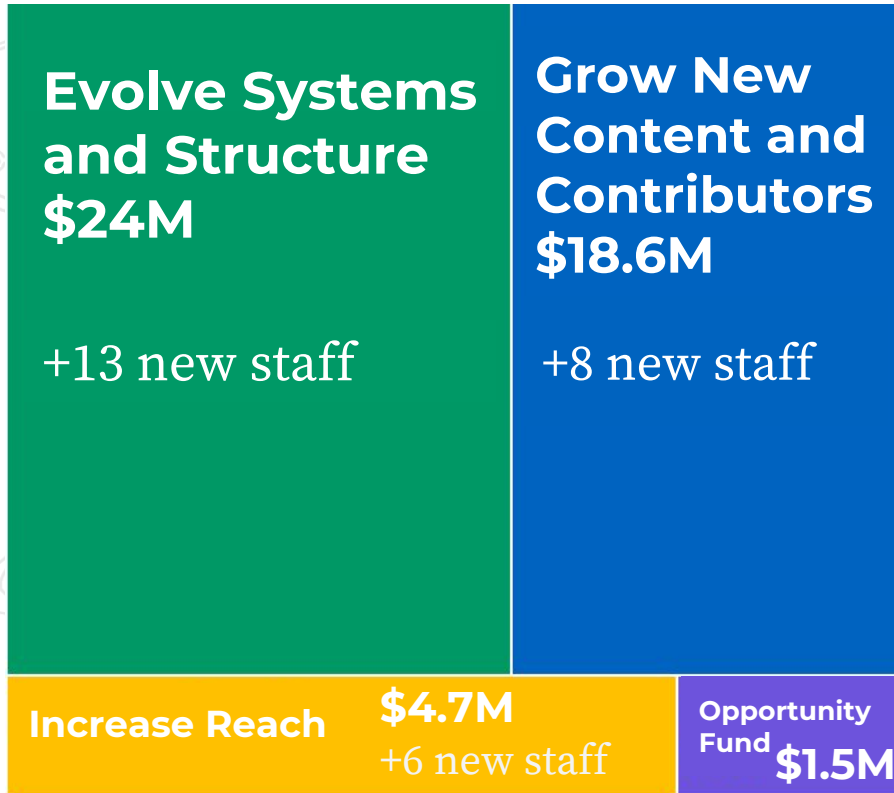 Evolve Systems
and Structure
$24M
+13 new staff
Grow New
Content and
Contributors
$18.6M
+8 new staff
Increase Reach
$4.7M
+6 new staff
Opportunity
Fund
$1.5M